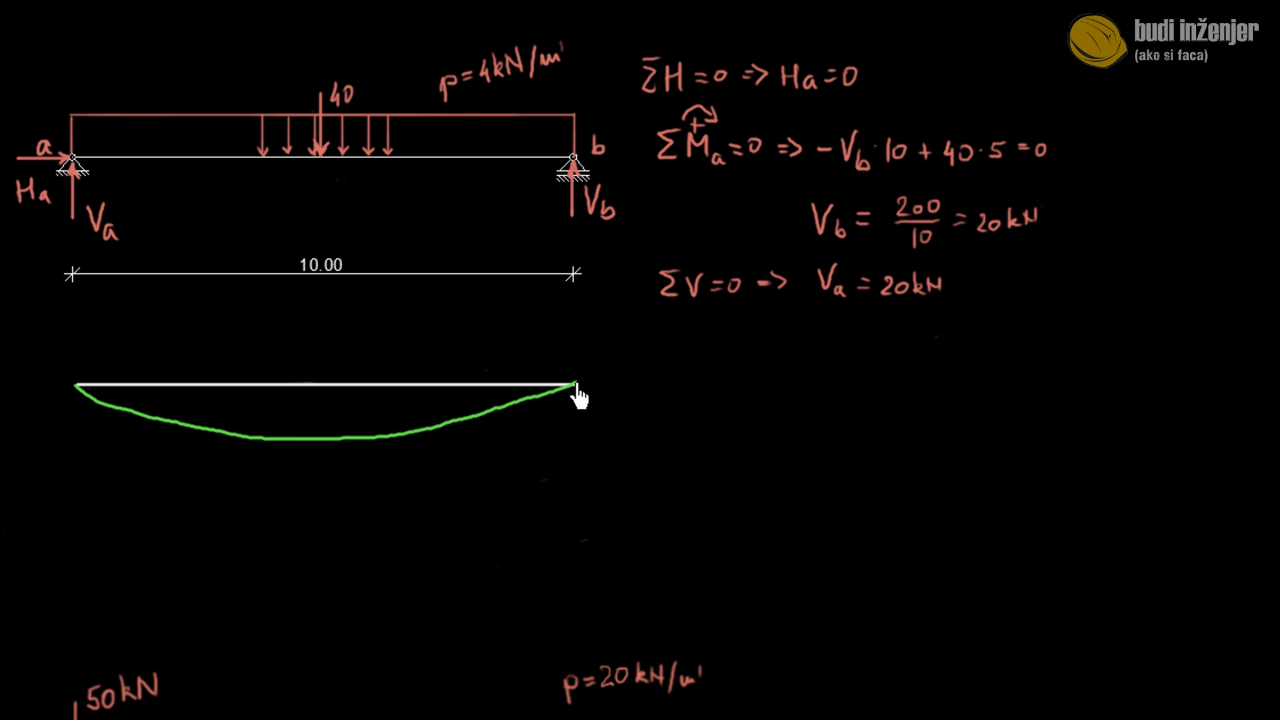 budi inženjer
(ako si faca)
p=4kN/m'
40
a
b
Ha
Va
Vb
10.00
ΣH=0 => Ha=0
+
ΣMa=0 => -Vb·10+40·5=0
Vb = 200/10 = 20kN
ΣV=0 => Va = 20kN
50kN
p=20kN/m'